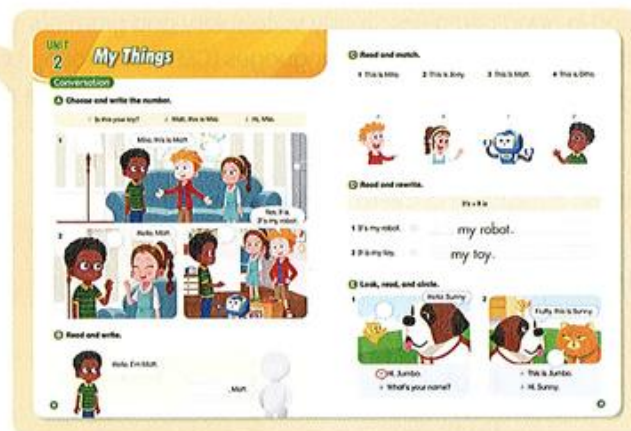 UNIT
2
My Things
Conversation
A Choose and write the number.
1 Is this your toy? 2 Matt, this is Mila. 3 Hi, Mila.
1
Mila, this is Matt.
Yes, it is.
It's my robot.
2
Hello, Matt.
B Read and write.
Hello. I'm Matt.
, Matt.
C Read and match.
1 This is Mila. 2 This is Joey. 3 This is Matt. 4 This is
D Read and rewrite.
It's = It is
1 It's my robot.
my robot.
2 It is my toy.
my toy.
E Look, read, and circle.
1
Hello, Sunny.
Hi, Jumbo.
What's your name?
2
Fluffy, this is Sunny.
This is Jumbo.
Hi, Sunny.